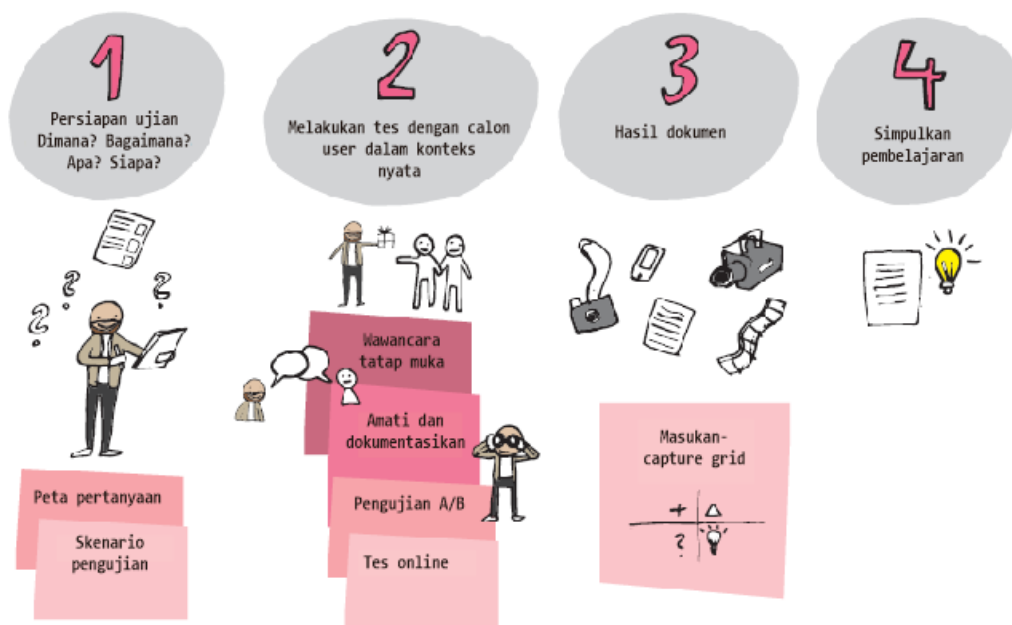 1
Persiapan ujian
Dimana? Bagaimana?
Apa? Siapa?
Peta pertanyaan
Skenario
pengujian
2
Melakukan tes dengan calon
user dalam konteks
nyata
Wawancara
tatap muka
Amati dan
dokumentasikan
Pengujian A/B
Tes online
3
Hasil dokumen
Masukan-
capture grid
+
?
4
Simpulkan
pembelajaran